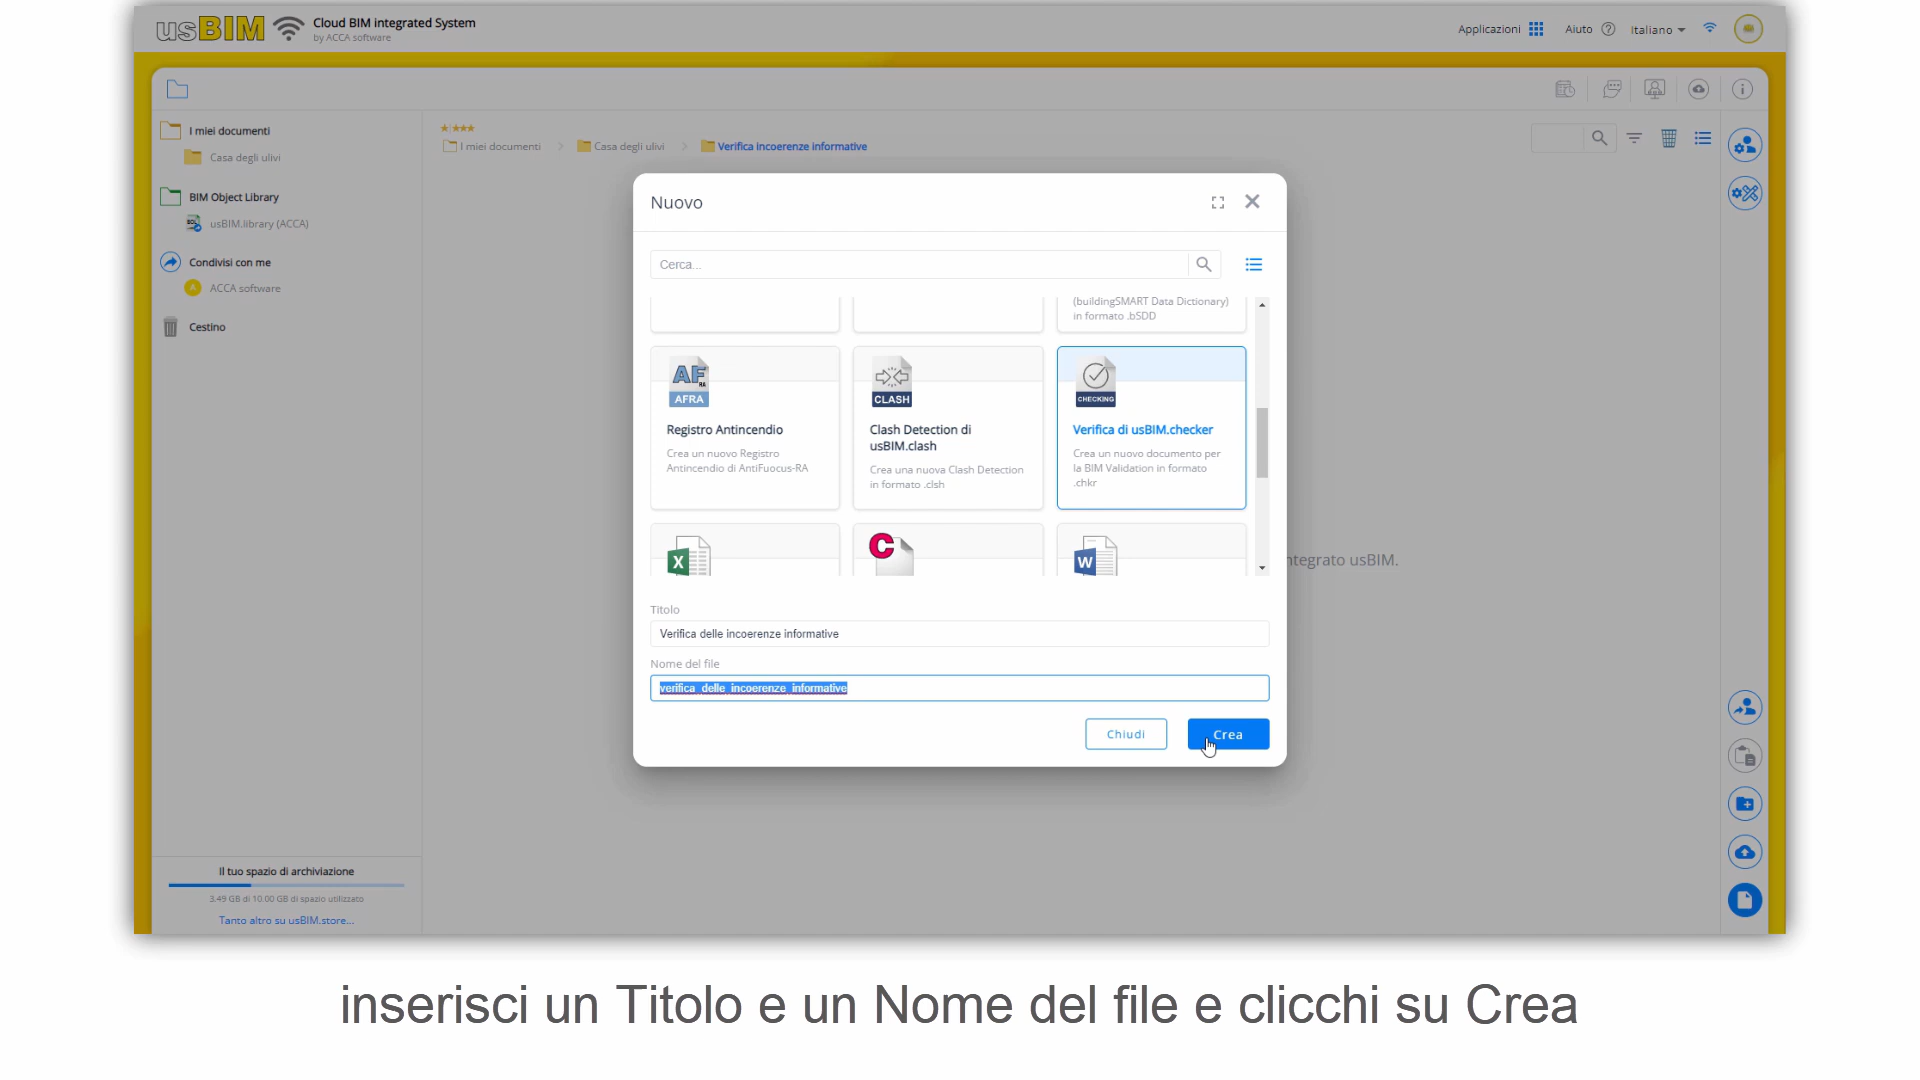 usBIM
Cloud BIM integrated System
by ACCA software
Applicazioni
Aiuto
Italiano
I miei documenti
Casa degli ulivi
BIM Object Library
usBIM.library (ACCA)
Condivisi con me
A ACCA software
Cestino
I miei documenti
Casa degli ulivi
Verifica Incoerenze informative
Nuovo
Cerca...
(buildingSMART Data Dictionary)
in formato .bSDD
AF RA
AFRA
Registro Antincendio
Crea un nuovo Registro
Antincendio di AntiFuocus-RA
CLASH
Clash Detection di
usBIM.clash
Crea una nuova Clash Detection
in formato .clsh
CHECKING
Verifica di usBIM.checker
Crea un nuovo documento per
la BIM Validation in formato
.chkr
X
C
W
ntegrato usBIM.
Titolo
Verifica delle incoerenze informative
Nome del file
verifica_delle_incoerenze_informative
Chiudi
Crea
Il tuo spazio di archiviazione
3.49 GB di 10.00 GB di spazio utilizzato
Tanto altro su usBIM.store...
inserisci un Titolo e un Nome del file e clicchi su Crea